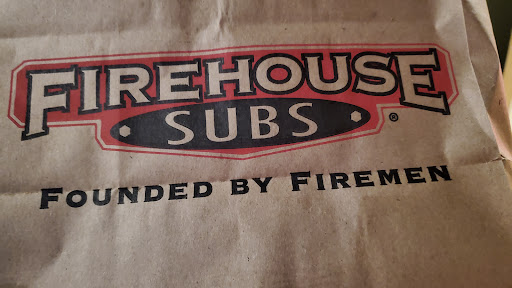 FIREHOUSE
SUBS
®
FOUNDED BY FIREMEN